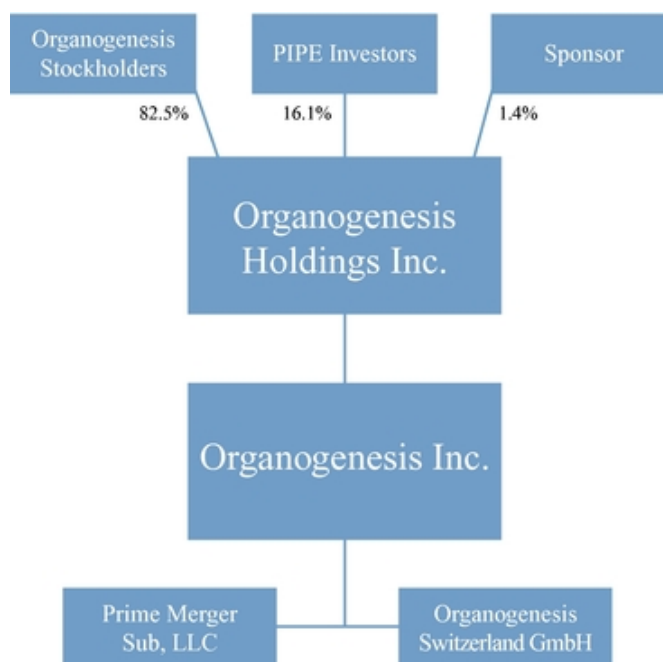 Organogenesis
Stockholders
PIPE Investors
Sponsor
82.5%
16.1%
1.4%
Organogenesis
Holdings Inc.
Organogenesis Inc.
Prime Merger
Sub, LLC
Organogenesis
Switzerland GmbH